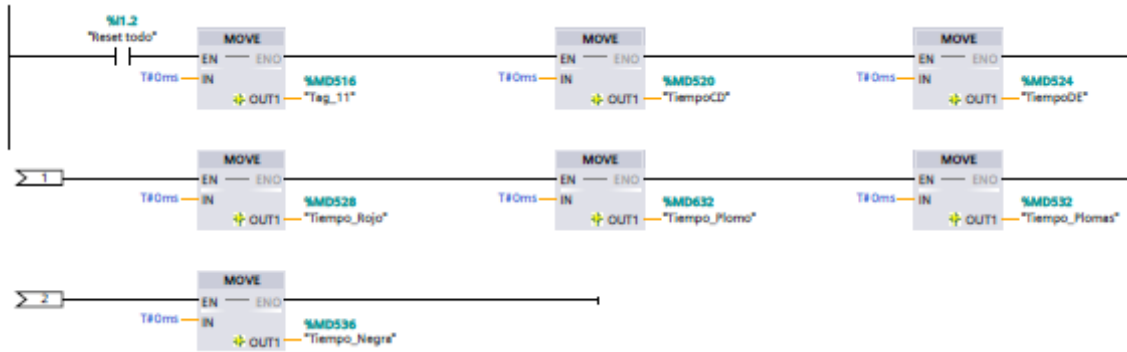 %I1.2
"Reset todo"
MOVE MOVE MOVE
EN ENO EN ENO EN ENO
T#0ms IN T#0ms IN T#0ms IN
%MD516 %MD520 %MD524
OUT1 "Tag_11" OUT1 "TiempoCD" OUT1 "TiempoDE"
MOVE MOVE MOVE
1 EN ENO EN ENO EN ENO
T#0ms IN T#0ms IN T#0ms IN
%MD528 %MD632 %MD532
OUT1 "Tiempo_Rojo" OUT1 "Tiempo_Plomo" OUT1 "Tiempo_Plomas"
MOVE
2 EN ENO
T#0ms IN
%MD536
OUT1 "Tiempo_Negra"